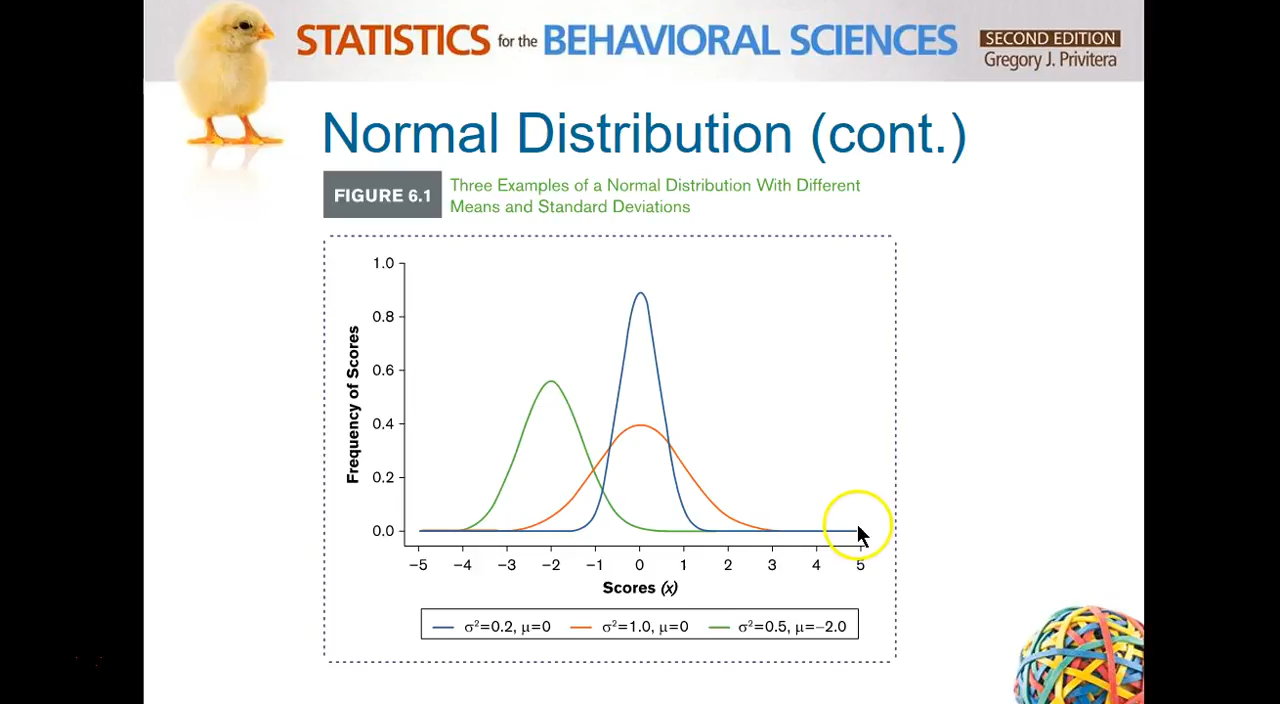 STATISTICS for the BEHAVIORAL SCIENCES
SECOND EDITION
Gregory J. Privitera
Normal Distribution (cont.)
FIGURE 6.1
Three Examples of a Normal Distribution With Different
Means and Standard Deviations
Frequency of Scores
1.0
0.8
0.6
0.4
0.2
0.0
−5 −4 −3 −2 −1 0 1 2 3 4 5
Scores (x)
σ²=0.2, μ=0 σ²=1.0, μ=0 σ²=0.5, μ=−2.0